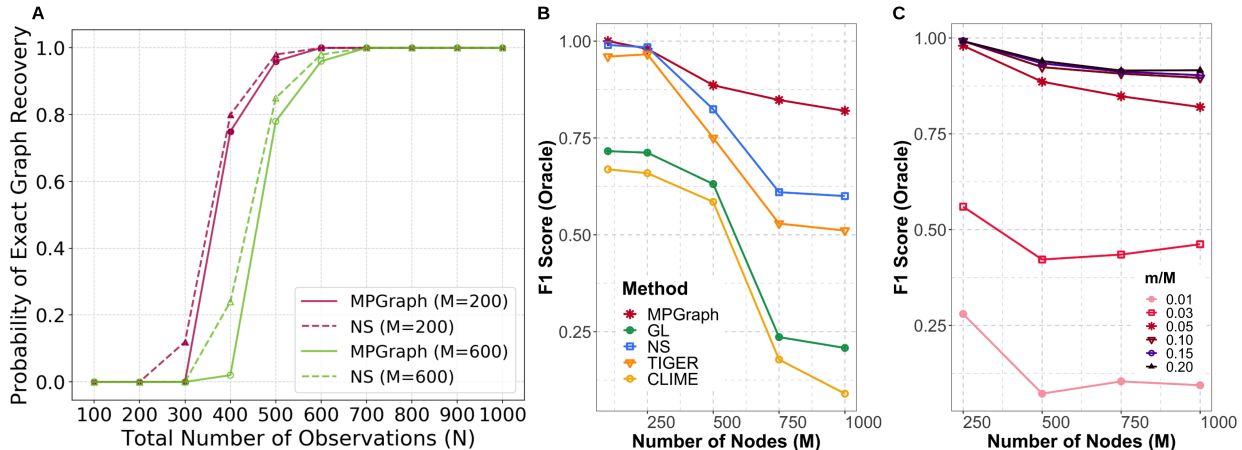 A
Probability of Exact Graph Recovery
1.0
0.8
0.6
0.4
0.2
0.0
MPGraph (M=200)
NS (M=200)
MPGraph (M=600)
NS (M=600)
100 200 300 400 500 600 700 800 900 1000
Total Number of Observations (N)
B
F1 Score (Oracle)
1.00
0.75
0.50
0.25
Method
MPGraph
GL
NS
TIGER
CLIME
250 500 750 1000
Number of Nodes (M)
C
F1 Score (Oracle)
1.00
0.75
0.50
0.25
m/M
0.01
0.03
0.05
0.10
0.15
0.20
250 500 750 1000
Number of Nodes (M)